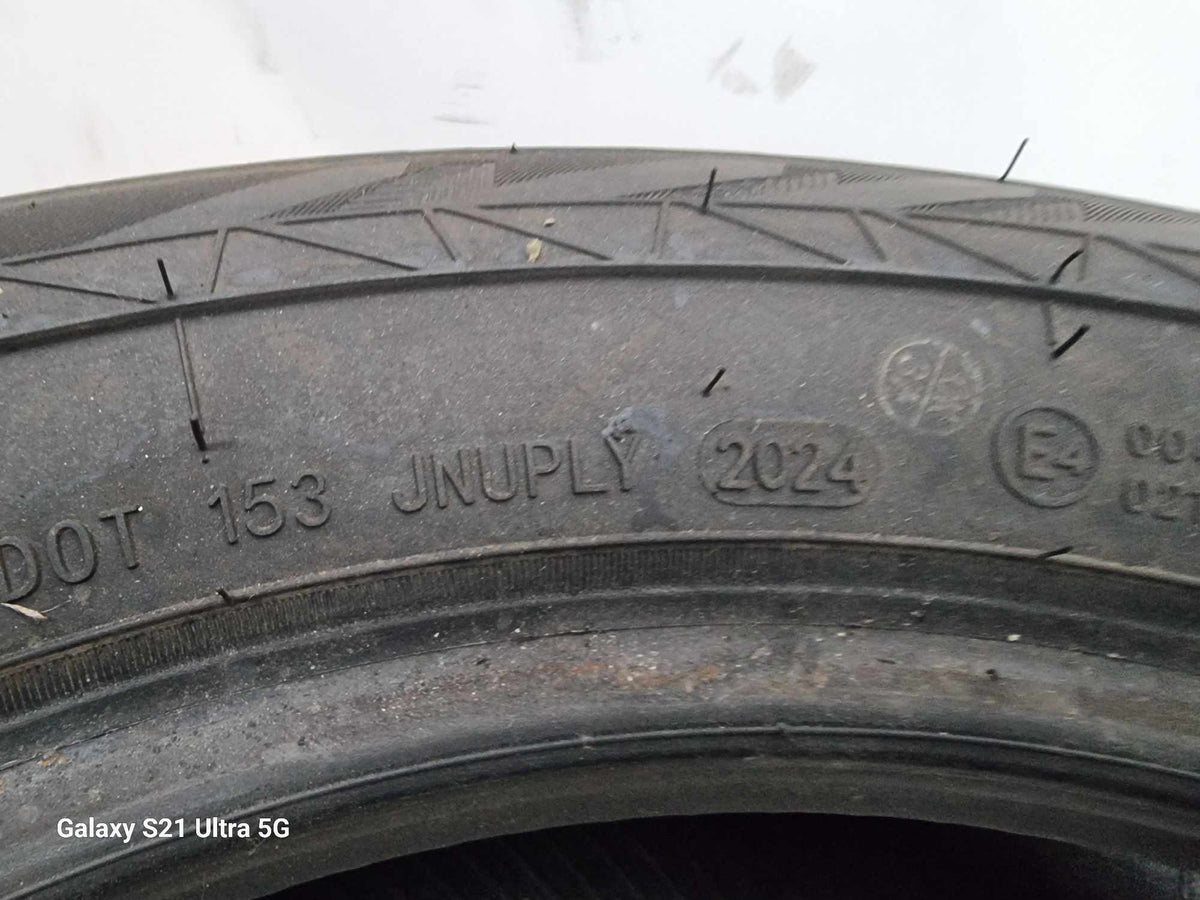 DOT 153 JNUPLY 2024 E4
Galaxy S21 Ultra 5G